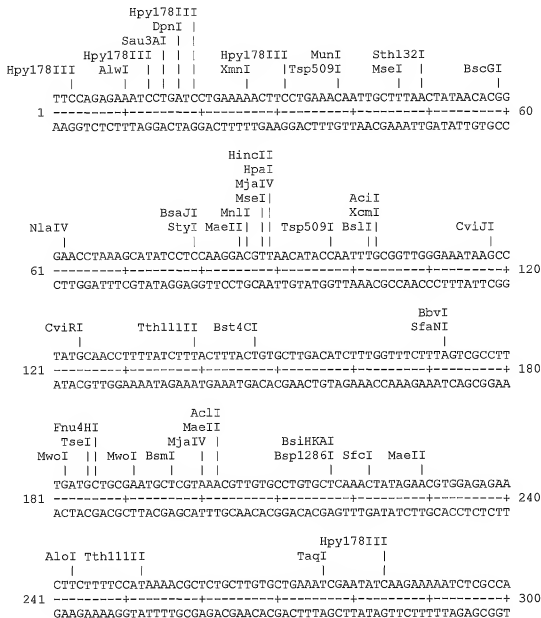 Hpy178III
DpnI
Sau3AI
Hpy178III Hpy178III MunI Sth132I
Hpy178III AlwI XmnI Tsp509I MseI BscGI
TTCCAGAGAAATCCTGATCCTGAAAAACTTCCTGAAACAATTGCTTTAACTATAACACGG
1 ---------+---------+---------+---------+---------+---------+ 60
AAGGTCTCTTTAGGACTAGGACTTTTTGAAGGACTTTGTTAACGAAATTGATATTGTGCC
HincII
HpaI
MjaIV
MseI AciI
BsaJI MnlI XcmI
NlaIV StyI MaeII Tsp509I BslI CviJI
GAACCTAAAGCATATCCTCCAAGGACGTTAACATACCAATTTGCGGTTGGGAAATAAGCC
61 ---------+---------+---------+---------+---------+---------+ 120
CTTGGATTTCGTATAGGAGGTTCCTGCAATTGTATGGTTAAACGCCAACCCTTTATTCGG
BbvI
CviRI Tth111II Bst4CI SfaNI
TATGCAACCTTTTATCTTTACTTTACTGTGCTTGACATCTTTGGTTTCTTTAGTCGCCTT
121 ---------+---------+---------+---------+---------+---------+ 180
ATACGTTGGAAAATAGAAATGAAATGACACGAACTGTAGAAACCAAAGAAATCAGCGGAA
AclI
Fnu4HI MaeII
TseI MjaIV BsiHKAI
MwoI MwoI BsmI Bsp1286I SfcI MaeII
TGATGCTGCGAATGCTCGTAAACGTTGTGCCTGTGCTCAAACTATAGAACGTGGAGAGAA
181 ---------+---------+---------+---------+---------+---------+ 240
ACTACGACGCTTACGAGCATTTGCAACACGGACACGAGTTTGATATCTTGCACCTCTCTT
Hpy178III
AloI Tth111II TaqI
CTTCTTTTCCATAAAACGCTCTGCTTGTGCTGAAATCGAATATCAAGAAAAATCTCGCCA
241 ---------+---------+---------+---------+---------+---------+ 300
GAAGAAAAGGTATTTTGCGAGACGAACACGACTTTAGCTTATAGTTCTTTTTAGAGCGGT